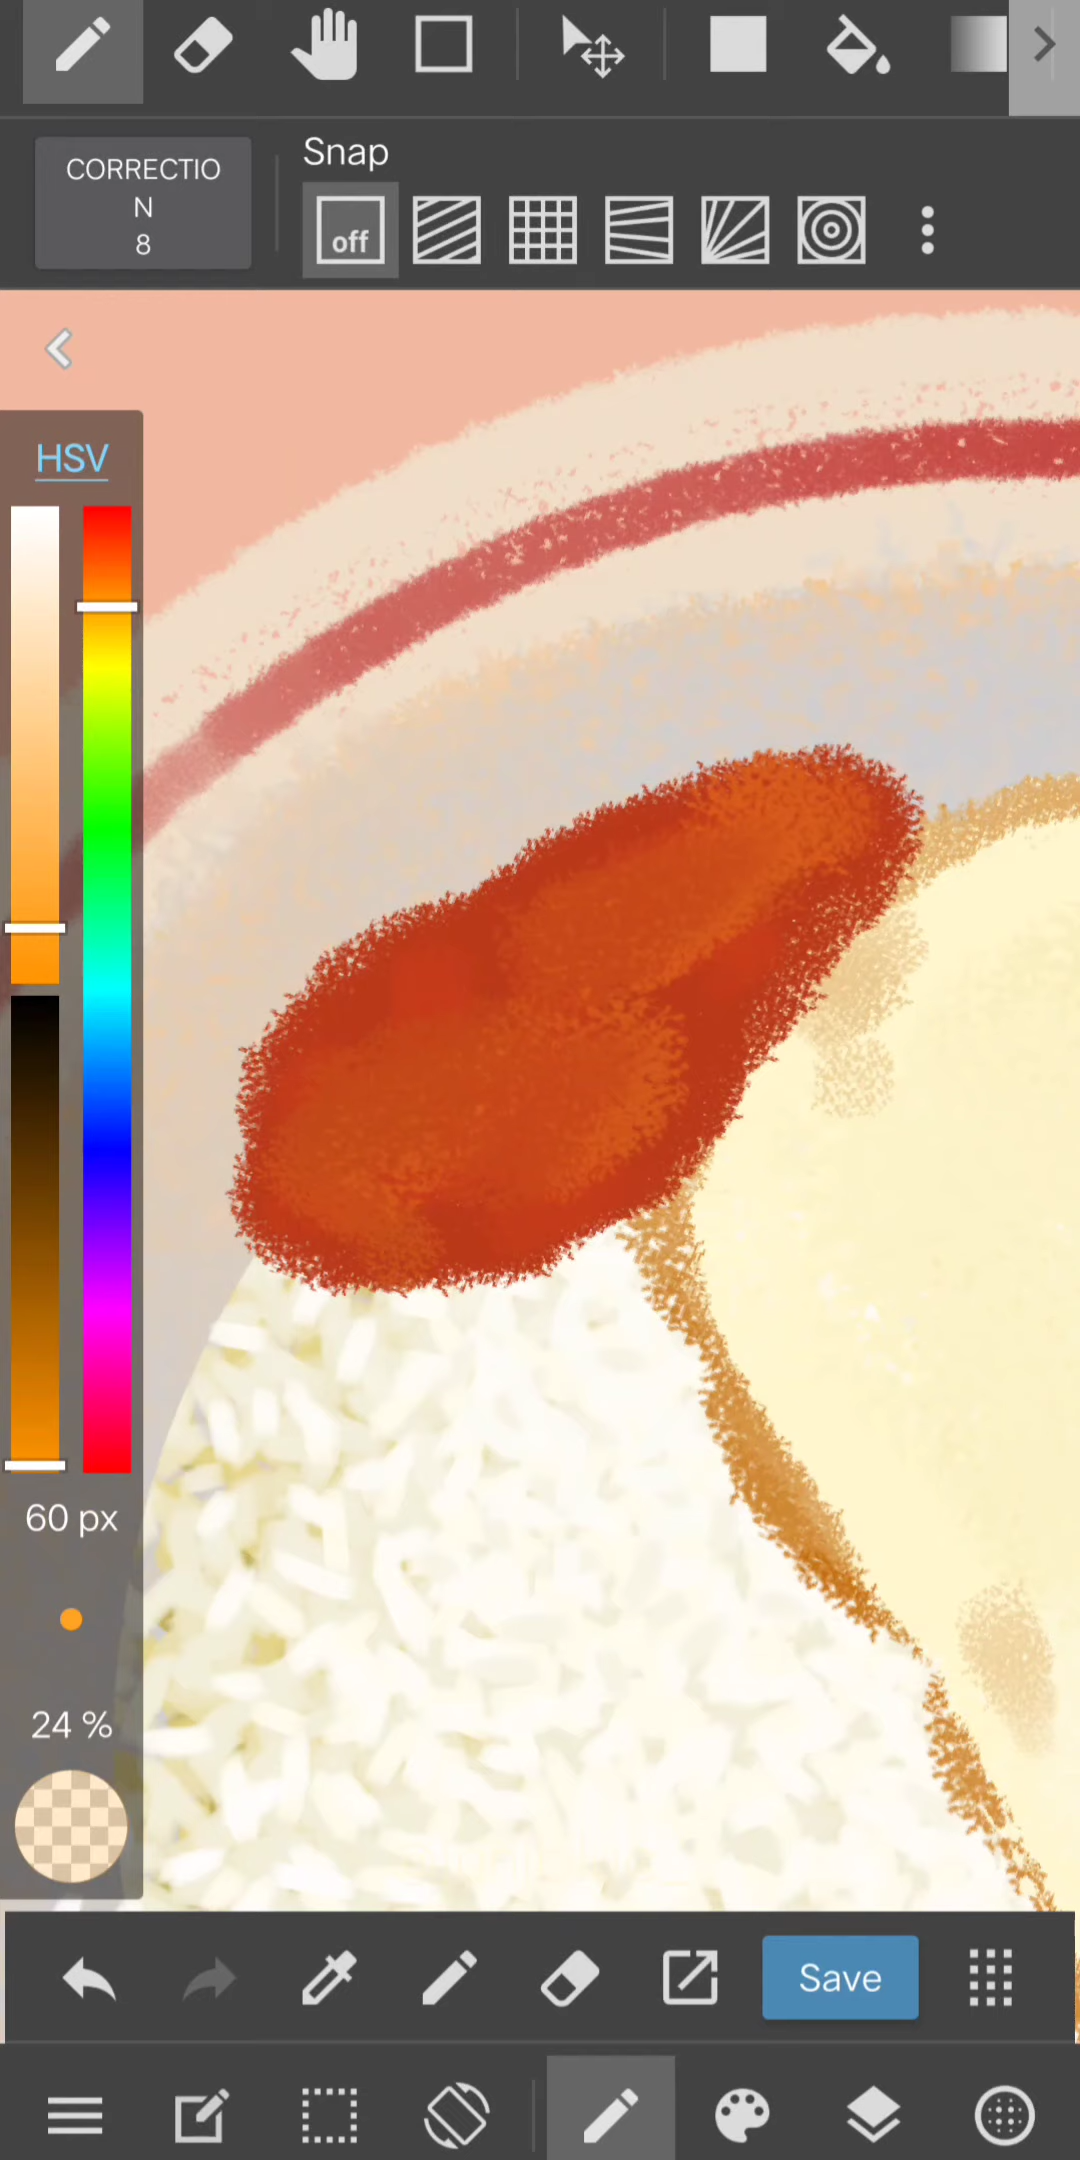 CORRECTIO
N
8
Snap
off
HSV
60 px
24 %
Save